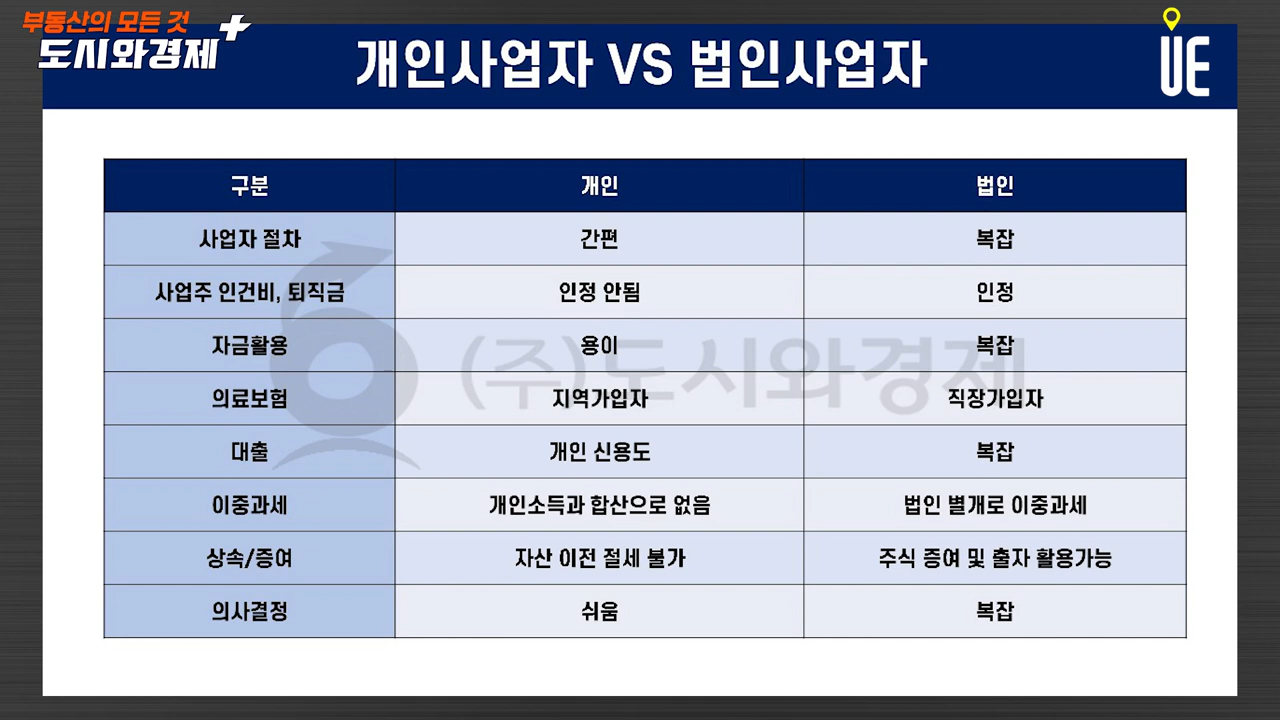 부동산의 모든 것
도시와경제+
개인사업자 VS 법인사업자
UE
구분 개인 법인
사업자 절차 간편 복잡
사업주 인건비, 퇴직금 인정 안됨 인정
자금활용 용이 복잡
(주)도시와경제
의료보험 지역가입자 직장가입자
대출 개인 신용도 복잡
이중과세 개인소득과 합산으로 없음 법인 별개로 이중과세
상속/증여 자산 이전 절세 불가 주식 증여 및 출자 활용가능
의사결정 쉬움 복잡